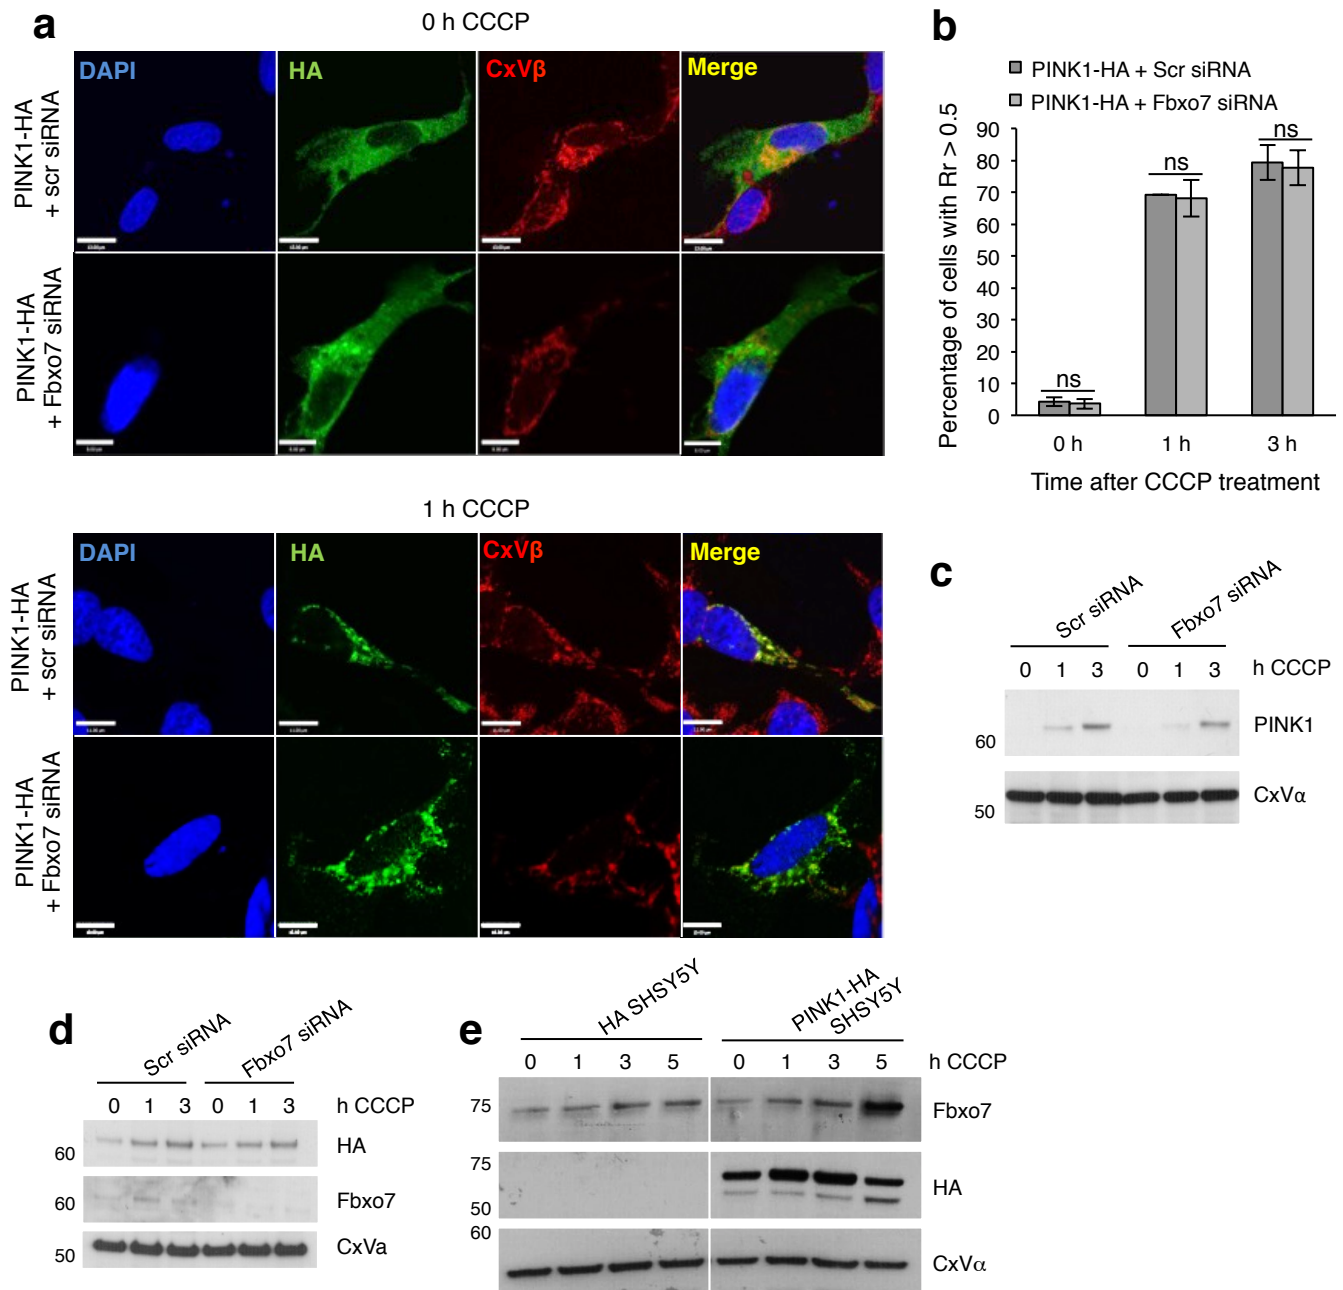 a
0 h CCCP
PINK1-HA
+ scr siRNA
DAPI
HA
CxVβ
Merge
PINK1-HA
+ Fbxo7 siRNA
1 h CCCP
PINK1-HA
+ scr siRNA
DAPI
HA
CxVβ
Merge
PINK1-HA
+ Fbxo7 siRNA
b
PINK1-HA + Scr siRNA
PINK1-HA + Fbxo7 siRNA
Percentage of cells with Rr > 0.5
90
80
70
60
50
40
30
20
10
0
ns
ns
ns
0 h
1 h
3 h
Time after CCCP treatment
c
Scr siRNA
Fbxo7 siRNA
0 1 3 0 1 3 h CCCP
PINK1
60
CxVα
50
d
Scr siRNA
Fbxo7 siRNA
0 1 3 0 1 3 h CCCP
60 HA
60 Fbxo7
50 CxVa
e
HA SHSY5Y
PINK1-HA
SHSY5Y
0 1 3 5 0 1 3 5 h CCCP
75 Fbxo7
75
HA
50
60
CxVα